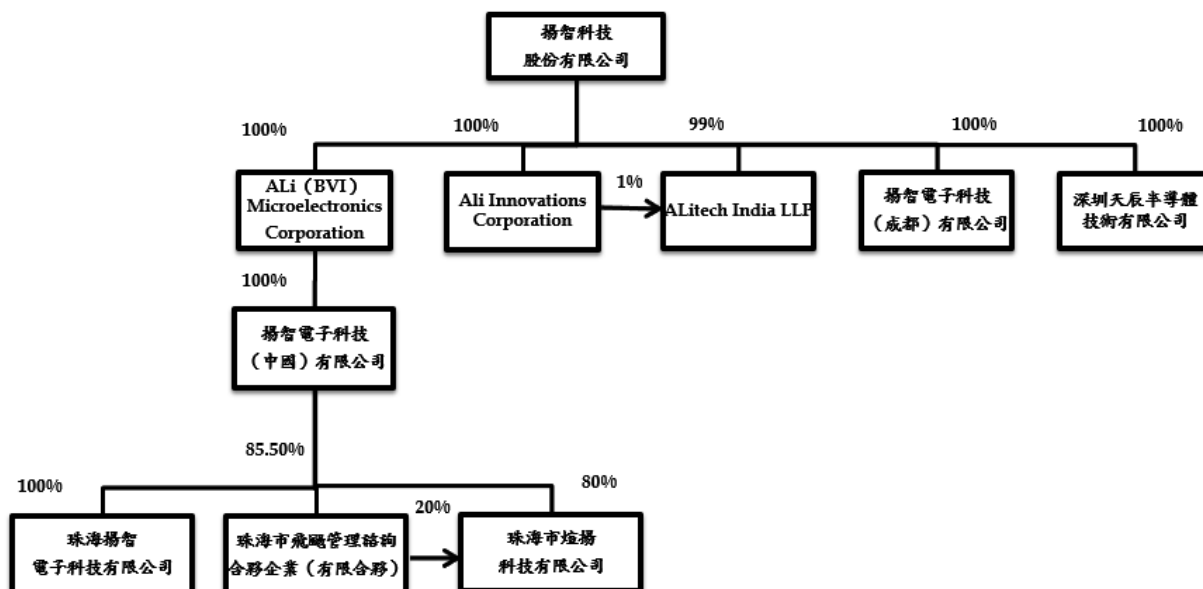 揚智科技
股份有限公司
100%
100%
99%
100%
100%
ALi（BVI）
Microelectronics
Corporation
Ali Innovations
Corporation
1%
ALitech India LLP
揚智電子科技
（成都）有限公司
深圳天辰半導體
技術有限公司
100%
揚智電子科技
（中國）有限公司
85.50%
100%
20%
80%
珠海揚智
電子科技有限公司
珠海市飛颺管理諮詢
合夥企業（有限合夥）
珠海市煊揚
科技有限公司